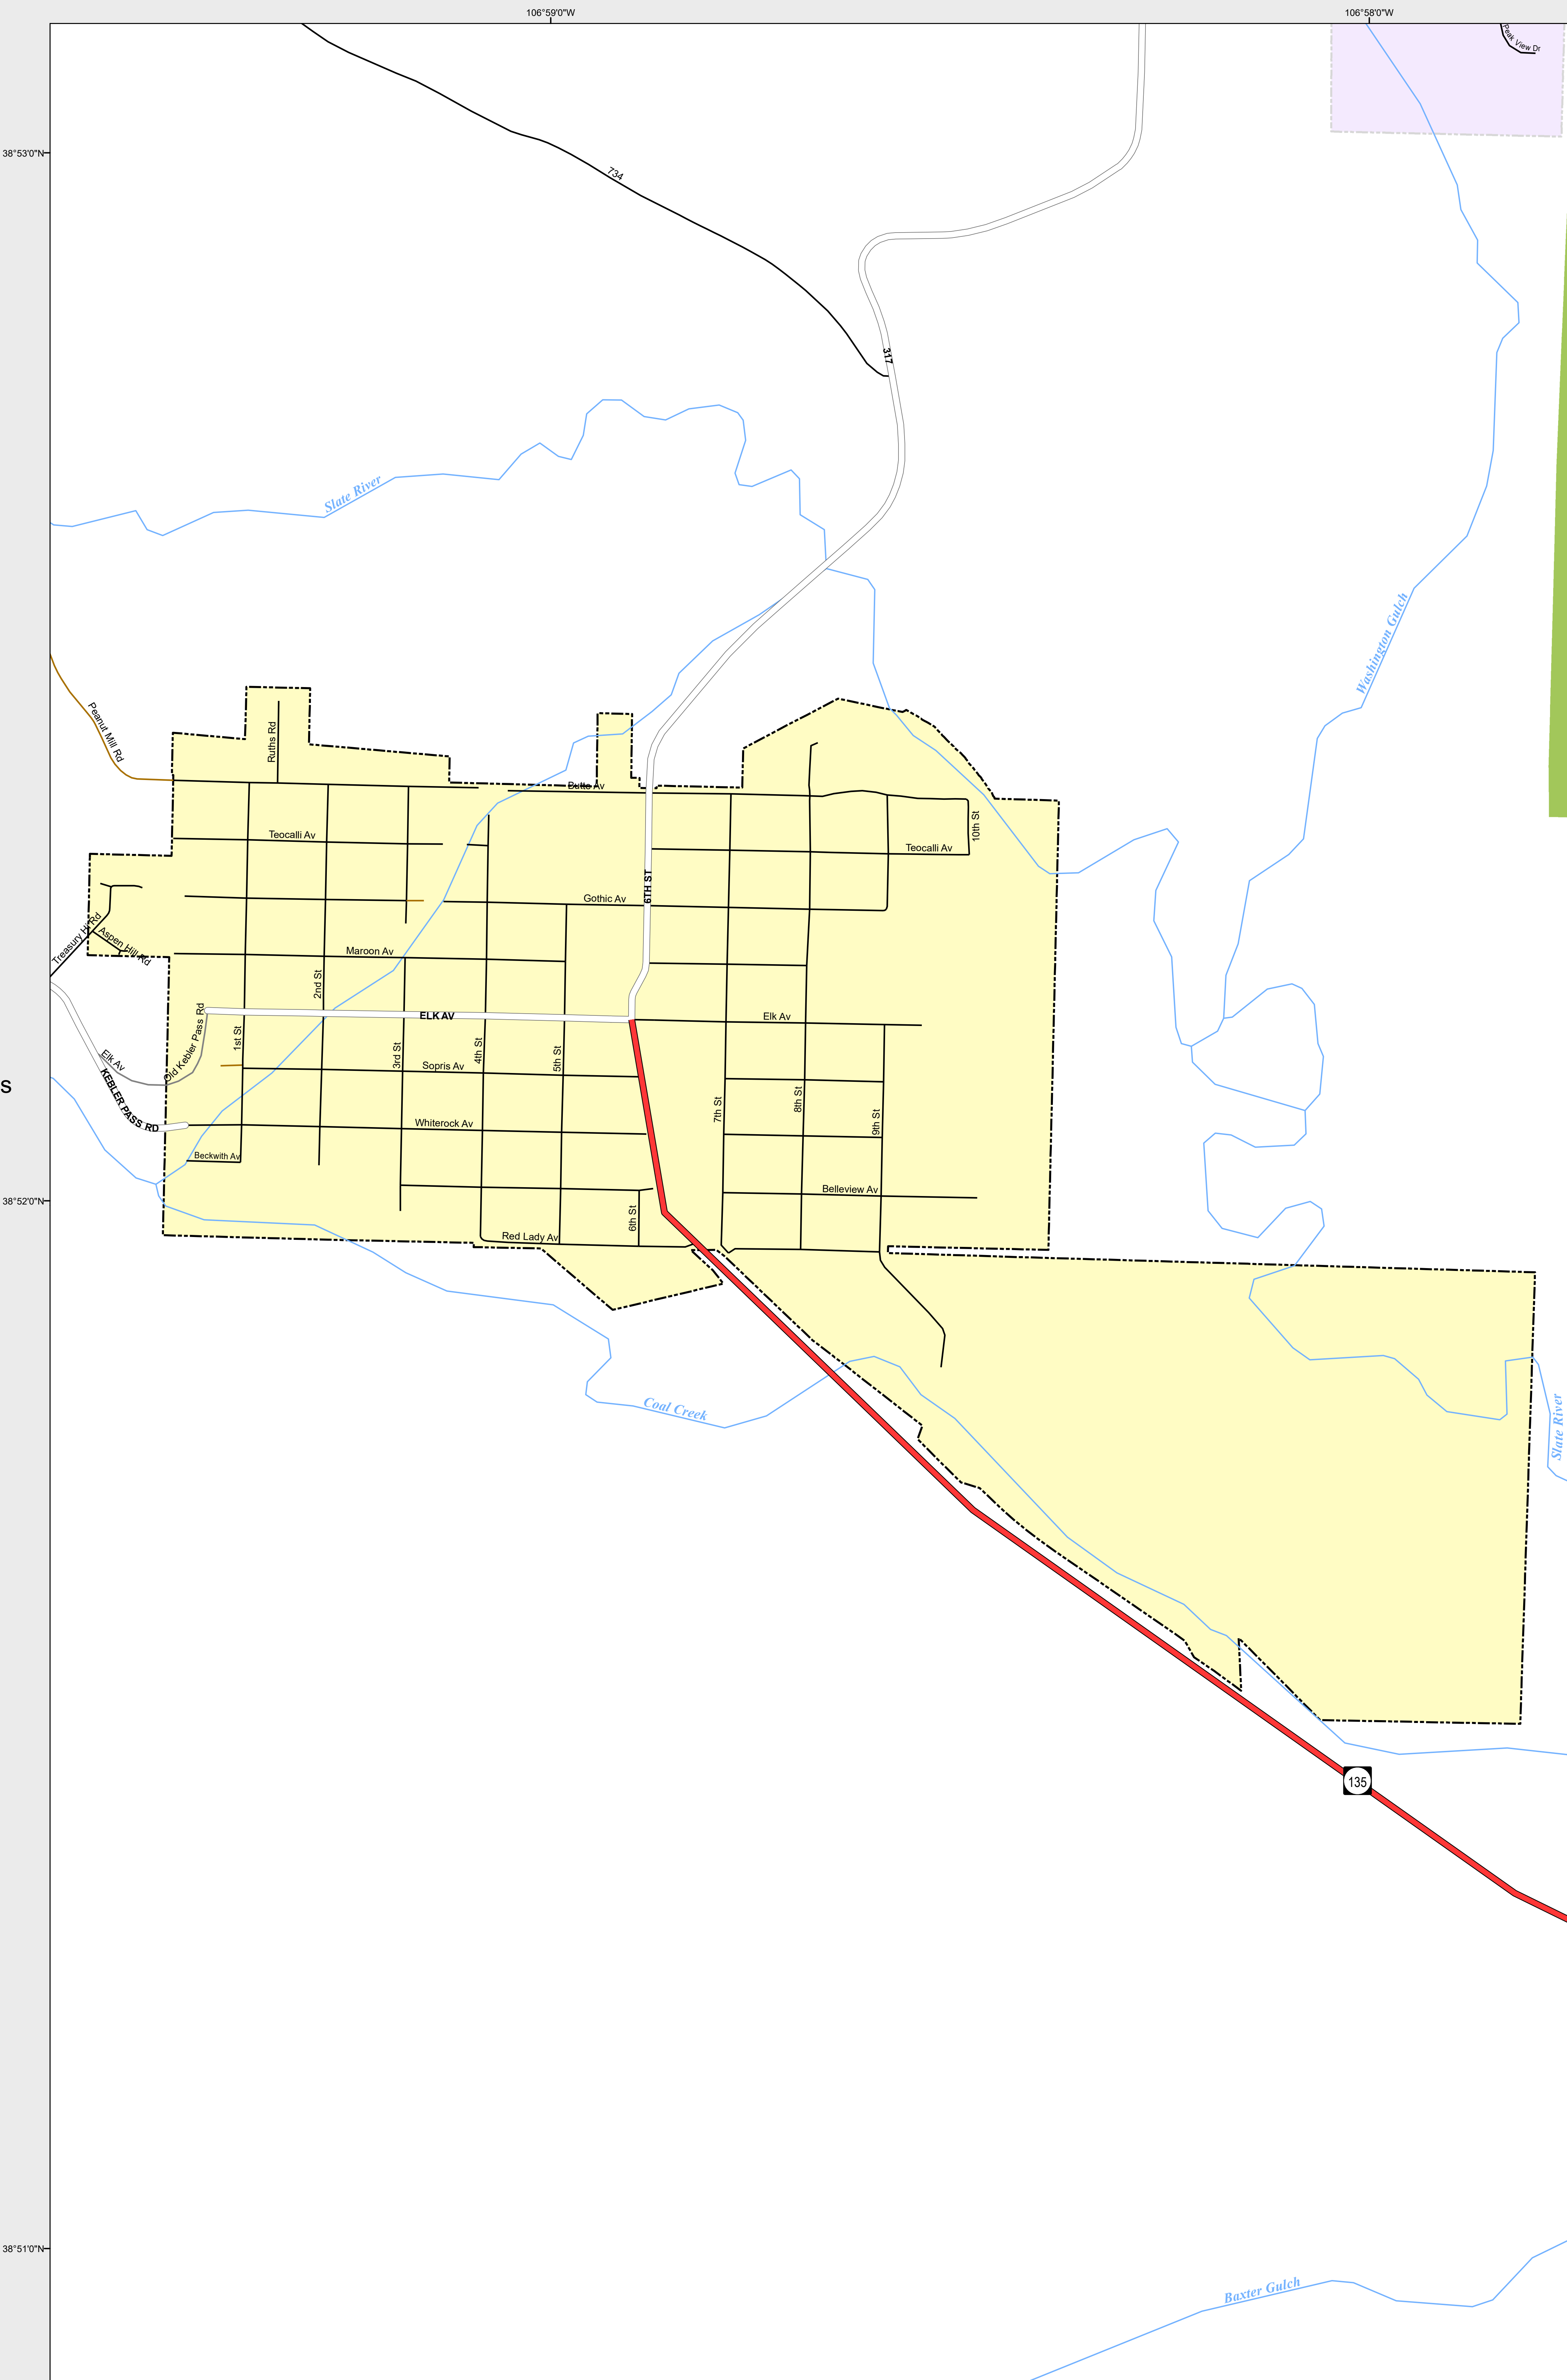 106°59'0"W
106°58'0"W
Peak View Dr
38°53'0"N
734
317
Slate River
Washington Gulch
Peanut Mill Rd
Ruths Rd
Butte Av
10th St
Teocalli Av
Teocalli Av
6TH ST
Gothic Av
Treasury Hl Rd
Aspen Hill Rd
Maroon Av
2nd St
Old Kebler Pass Rd
ELK AV
Elk Av
1st St
3rd St
4th St
5th St
Elk Av
Sopris Av
S
KEBLER PASS RD
7th St
8th St
9th St
Whiterock Av
Beckwith Av
Belleview Av
38°52'0"N
6th St
Red Lady Av
Coal Creek
Slate River
135
38°51'0"N
Baxter Gulch